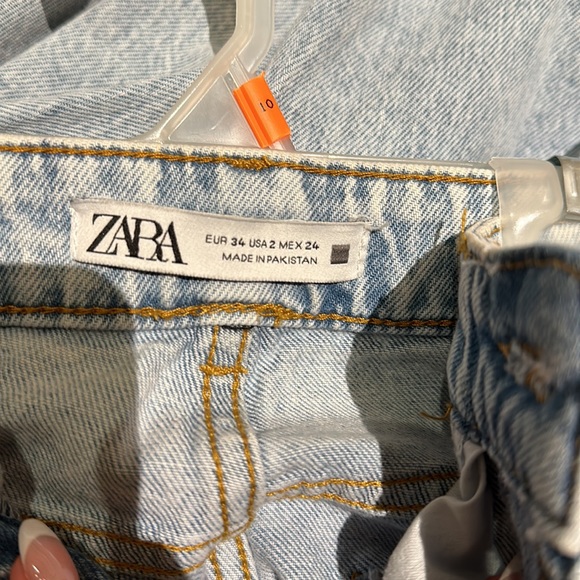 10
ZARA
EUR 34 USA 2 MEX 24
MADE IN PAKISTAN